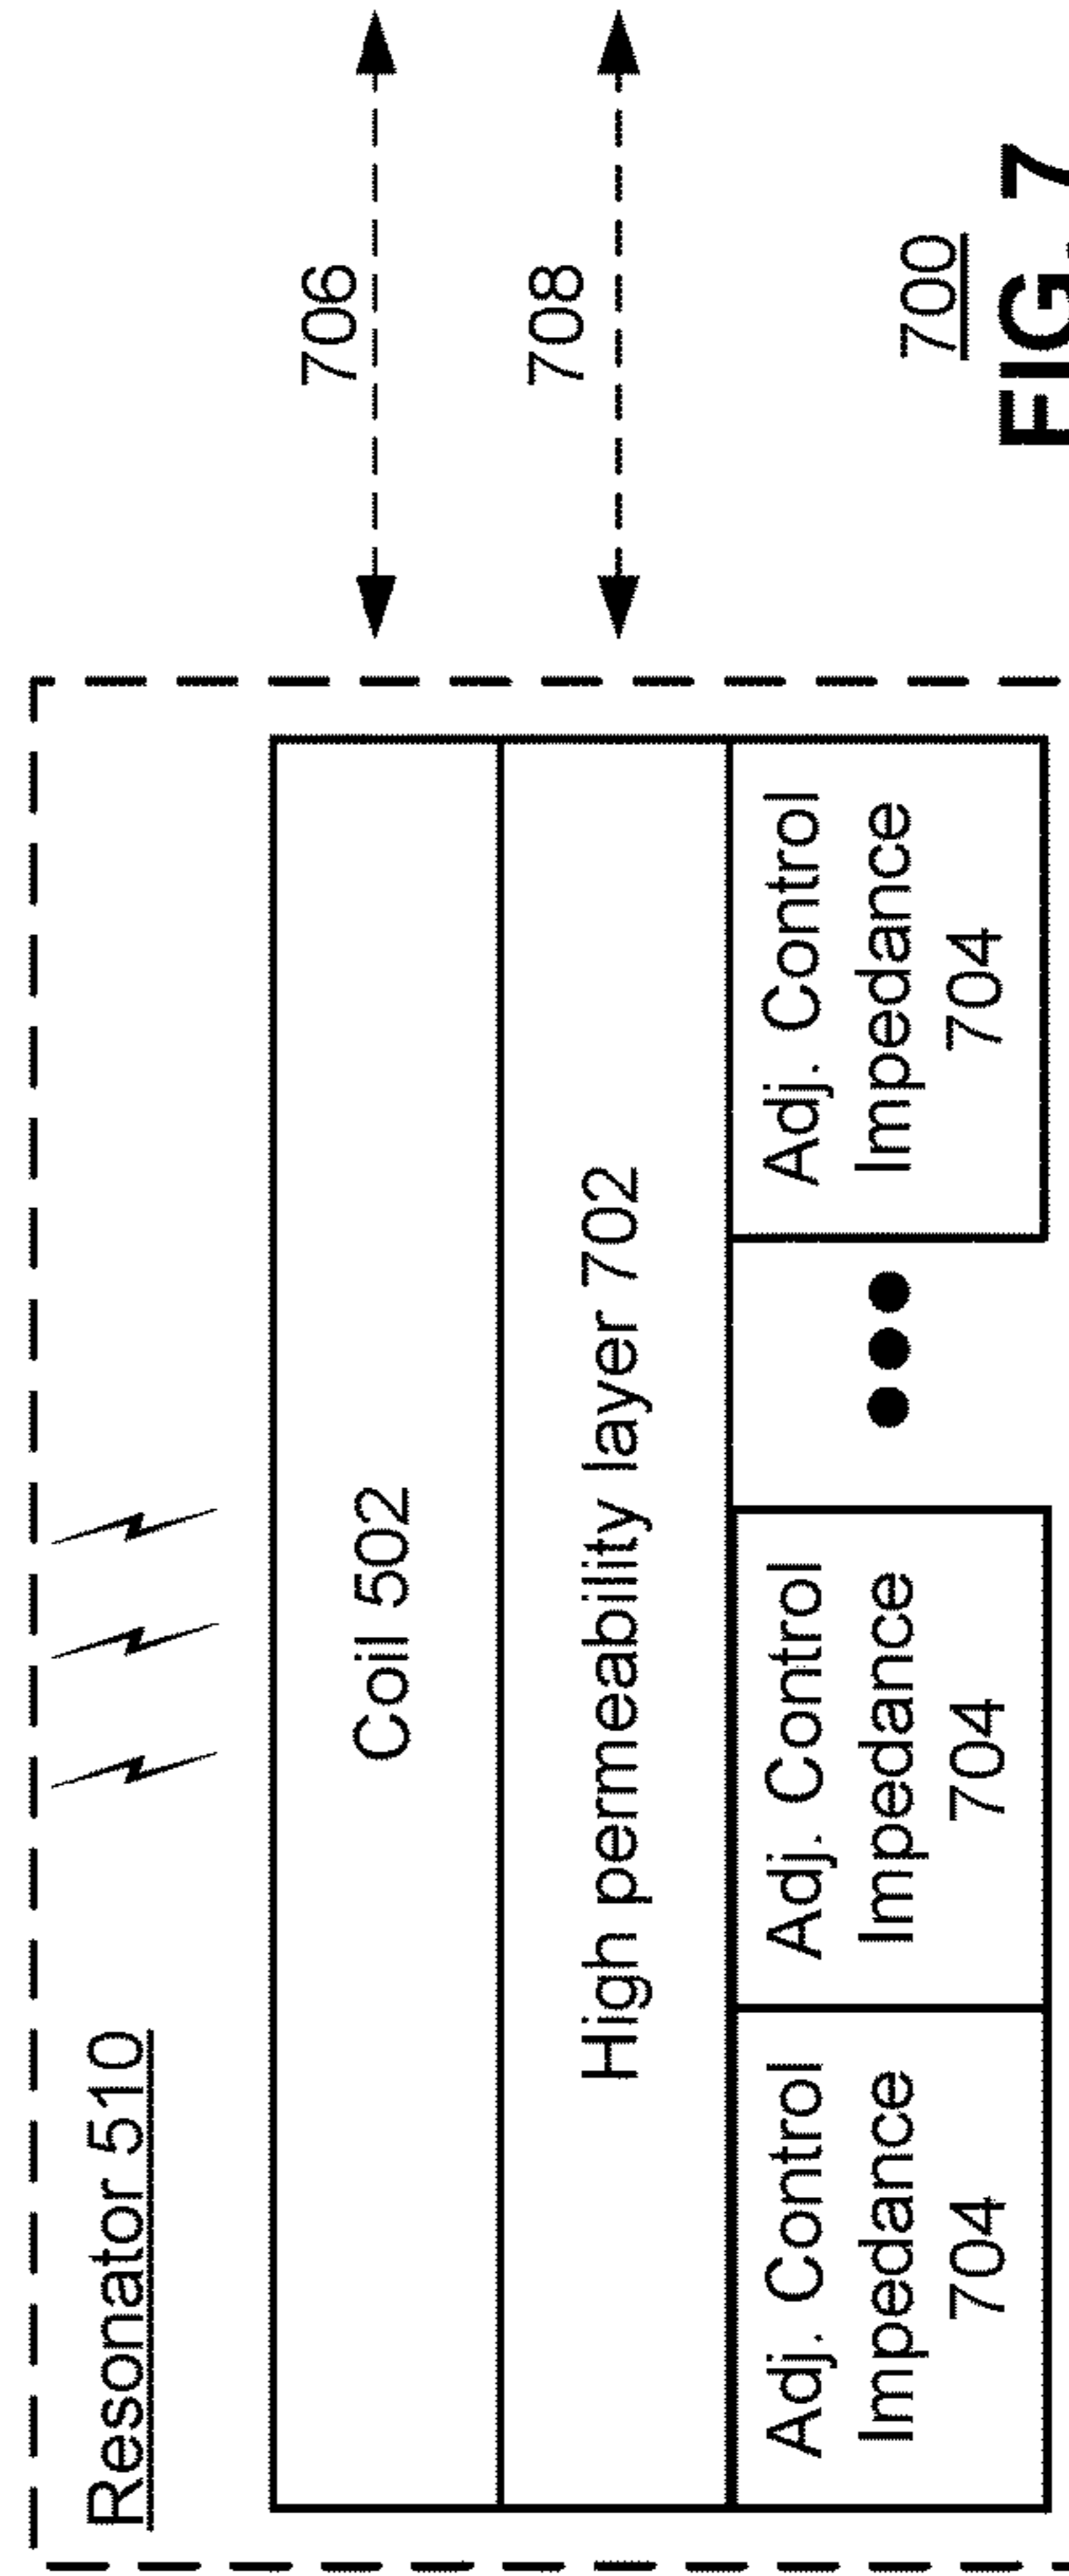 Resonator 510
Coil 502
706
High permeability layer 702
708
Adj. Control
Impedance
704
Adj. Control
Impedance
704
Adj. Control
Impedance
704
700
FIG. 7